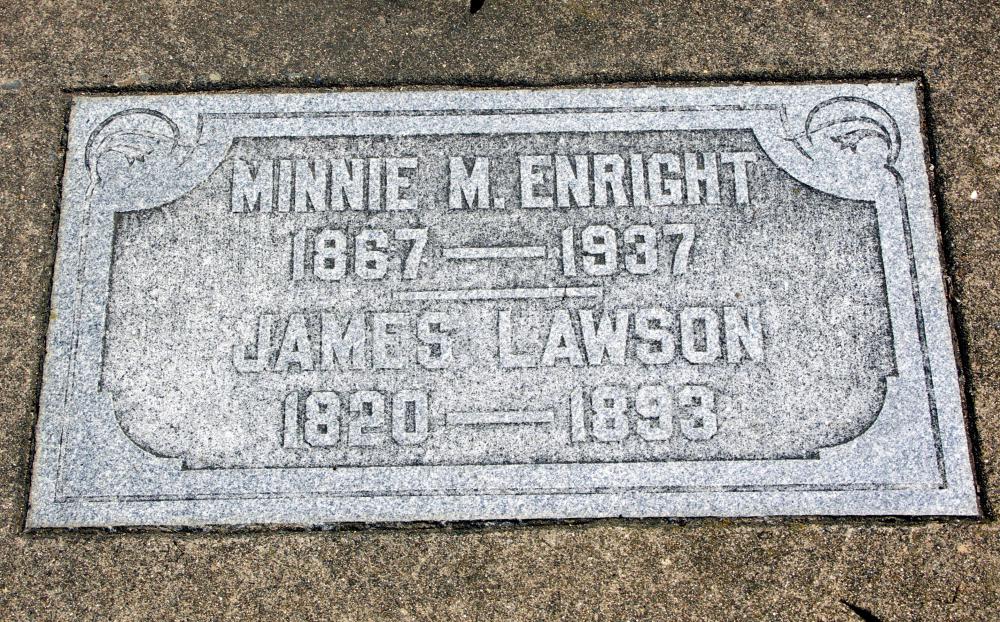 MINNIE M. ENRIGHT
1867 — 1937
JAMES LAWSON
1820 — 1893